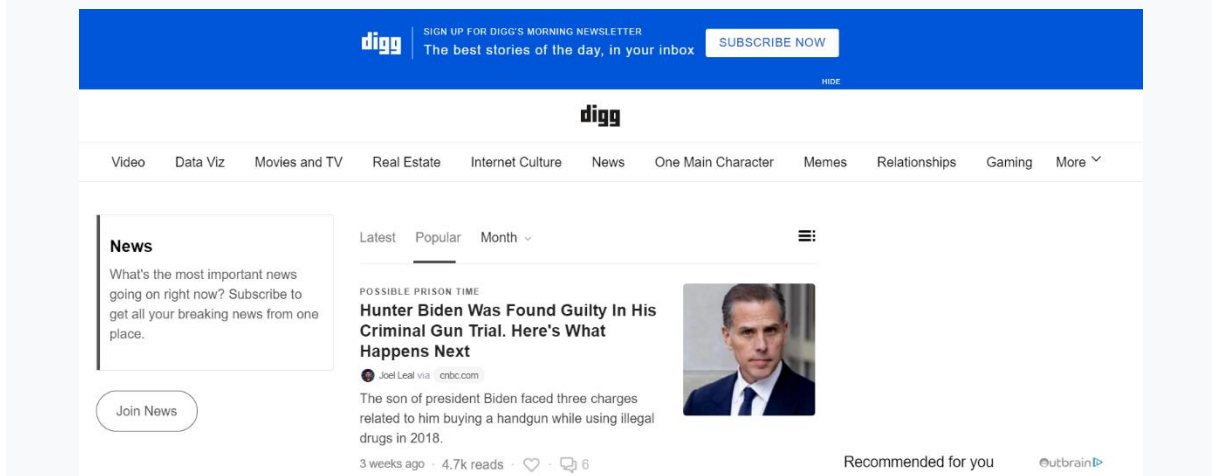 digg
SIGN UP FOR DIGG'S MORNING NEWSLETTER
The best stories of the day, in your inbox
SUBSCRIBE NOW
HIDE
digg
Video Data Viz Movies and TV Real Estate Internet Culture News One Main Character Memes Relationships Gaming More
News
What's the most important news
going on right now? Subscribe to
get all your breaking news from one
place.
Join News
Latest Popular Month
POSSIBLE PRISON TIME
Hunter Biden Was Found Guilty In His
Criminal Gun Trial. Here's What
Happens Next
Joel Leal via cnbc.com
The son of president Biden faced three charges
related to him buying a handgun while using illegal
drugs in 2018.
3 weeks ago · 4.7k reads · · 6
Recommended for you
Outbrain